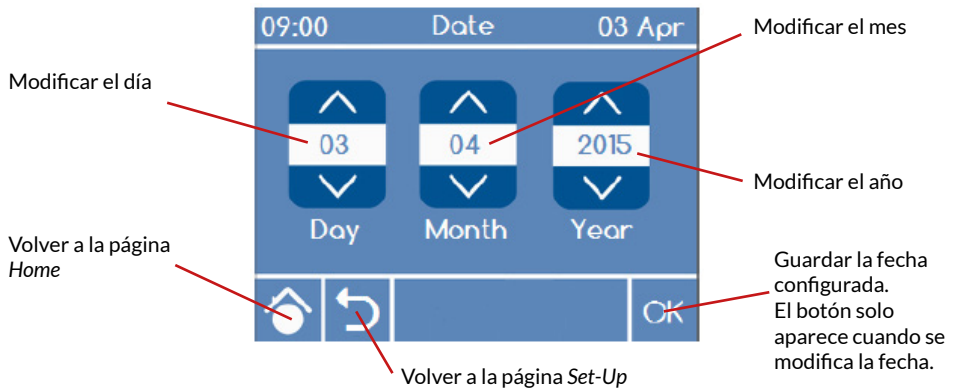 09:00 Date 03 Apr
Modificar el mes
Modificar el día
03 04 2015
Modificar el año
Day Month Year
Volver a la página
Home
Guardar la fecha
configurada.
El botón solo
aparece cuando se
modifica la fecha.
OK
Volver a la página Set-Up